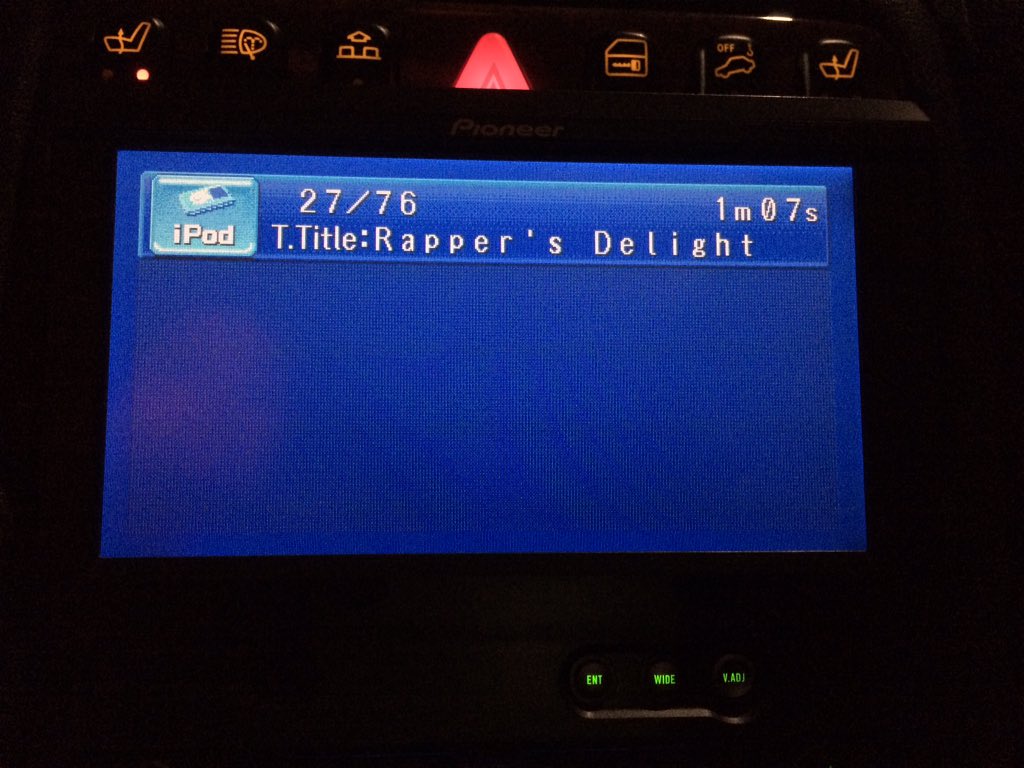 OFF
Pioneer
27/76 1m07s
iPod T.Title:Rapper's Delight
ENT WIDE V.ADJ